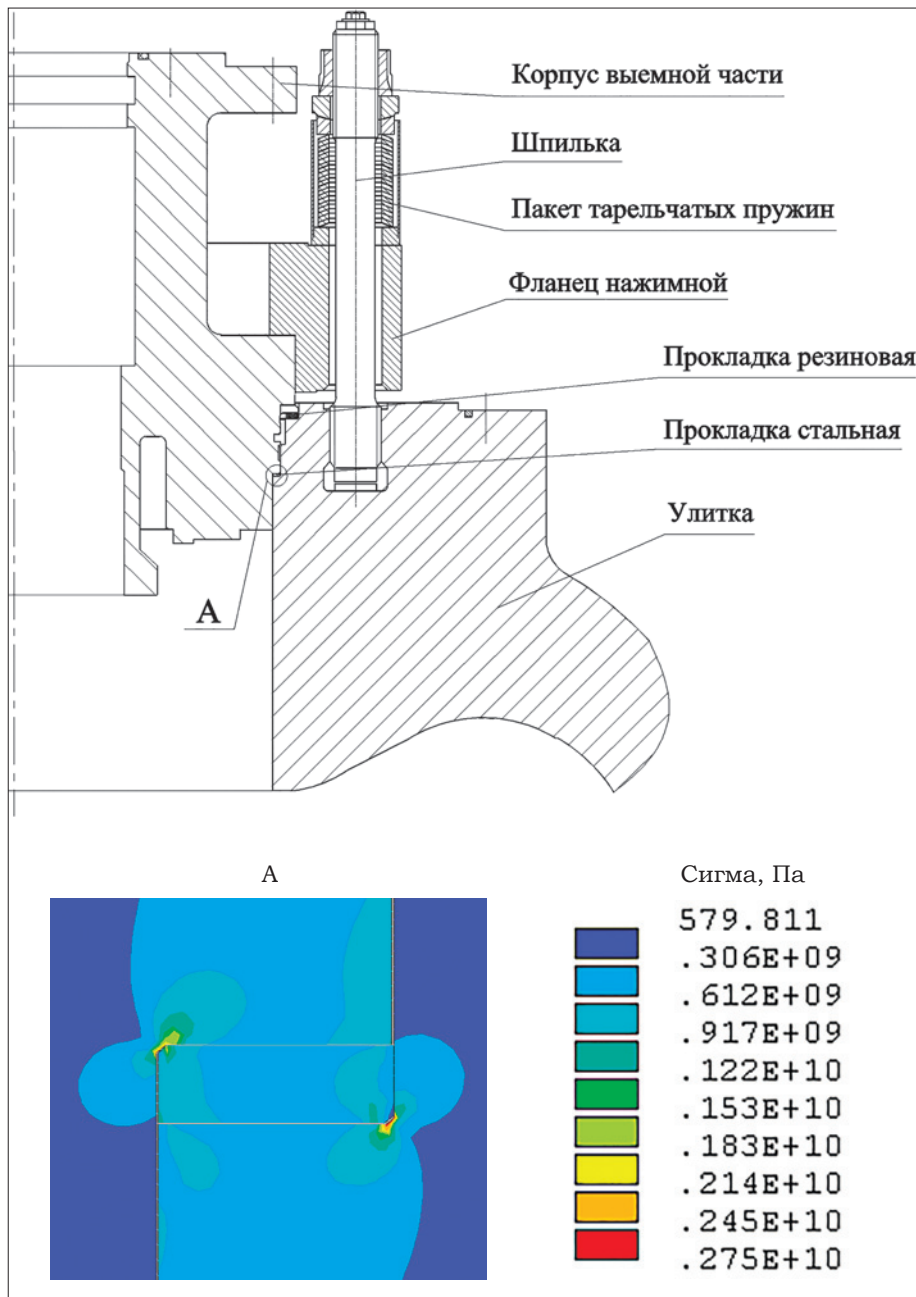 Корпус выемной части
Шпилька
Пакет тарельчатых пружин
Фланец нажимной
Прокладка резиновая
Прокладка стальная
Улитка
А
А
Сигма, Па
579.811
.306E+09
.612E+09
.917E+09
.122E+10
.153E+10
.183E+10
.214E+10
.245E+10
.275E+10